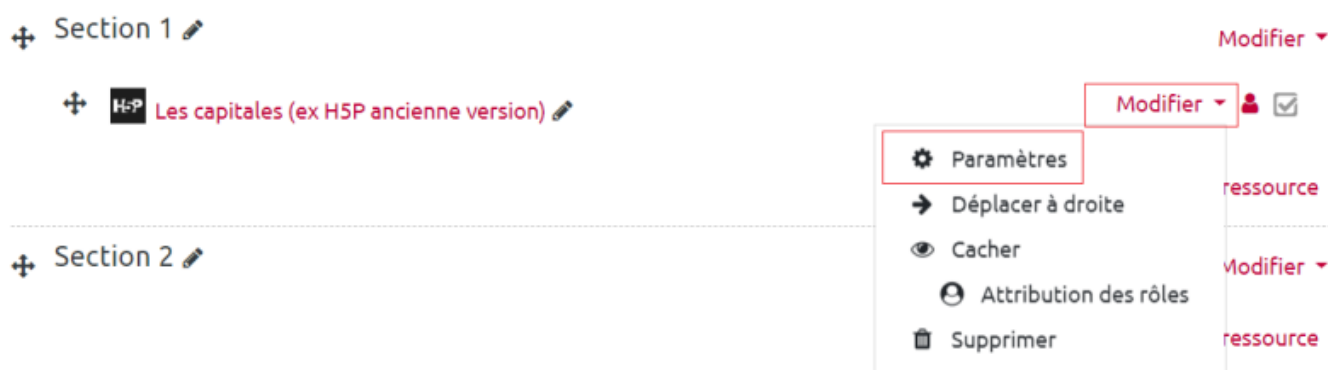 Section 1
Modifier
H5P Les capitales (ex H5P ancienne version)
Modifier
Paramètres
ressource
Déplacer à droite
Section 2
Cacher
Modifier
Attribution des rôles
Supprimer
ressource